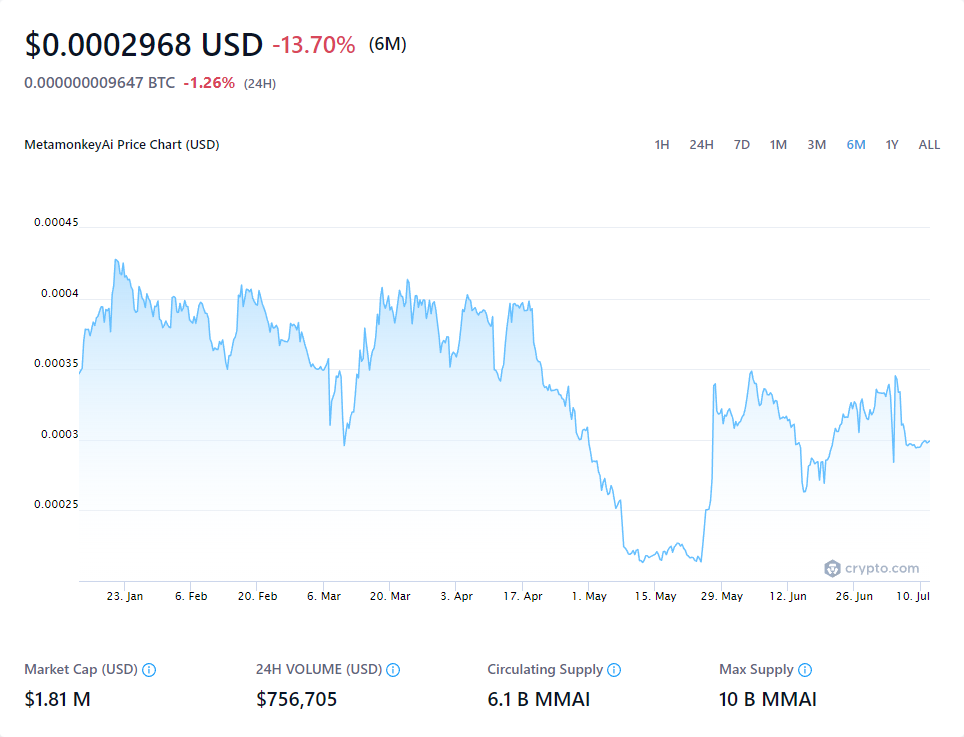 $0.0002968 USD -13.70% (6M)
0.000000009647 BTC -1.26% (24H)
MetamonkeyAi Price Chart (USD) 1H 24H 7D 1M 3M 6M 1Y ALL
0.00045
0.0004
0.00035
0.0003
0.00025
crypto.com
23. Jan 6. Feb 20. Feb 6. Mar 20. Mar 3. Apr 17. Apr 1. May 15. May 29. May 12. Jun 26. Jun 10. Jul
Market Cap (USD) 24H VOLUME (USD) Circulating Supply Max Supply
$1.81 M $756,705 6.1 B MMAI 10 B MMAI